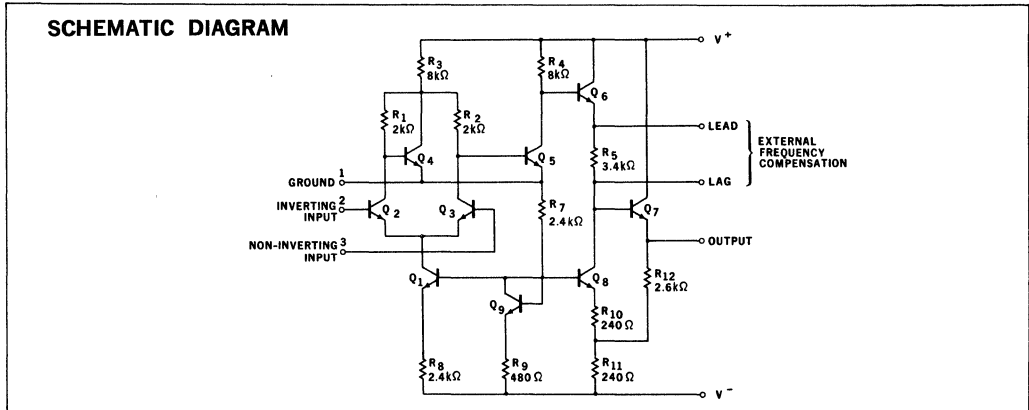 SCHEMATIC DIAGRAM
V+
R3
8kΩ
R4
8kΩ
Q6
R1
2kΩ
R2
2kΩ
LEAD
Q4
Q5
R5
3.4kΩ
EXTERNAL
FREQUENCY
COMPENSATION
GROUND 1
LAG
INVERTING 2
INPUT
Q2
Q3
R7
2.4kΩ
Q7
OUTPUT
NON-INVERTING 3
INPUT
Q1
Q8
R12
2.6kΩ
Q9
R10
240Ω
R8
2.4kΩ
R9
480Ω
R11
240Ω
V-